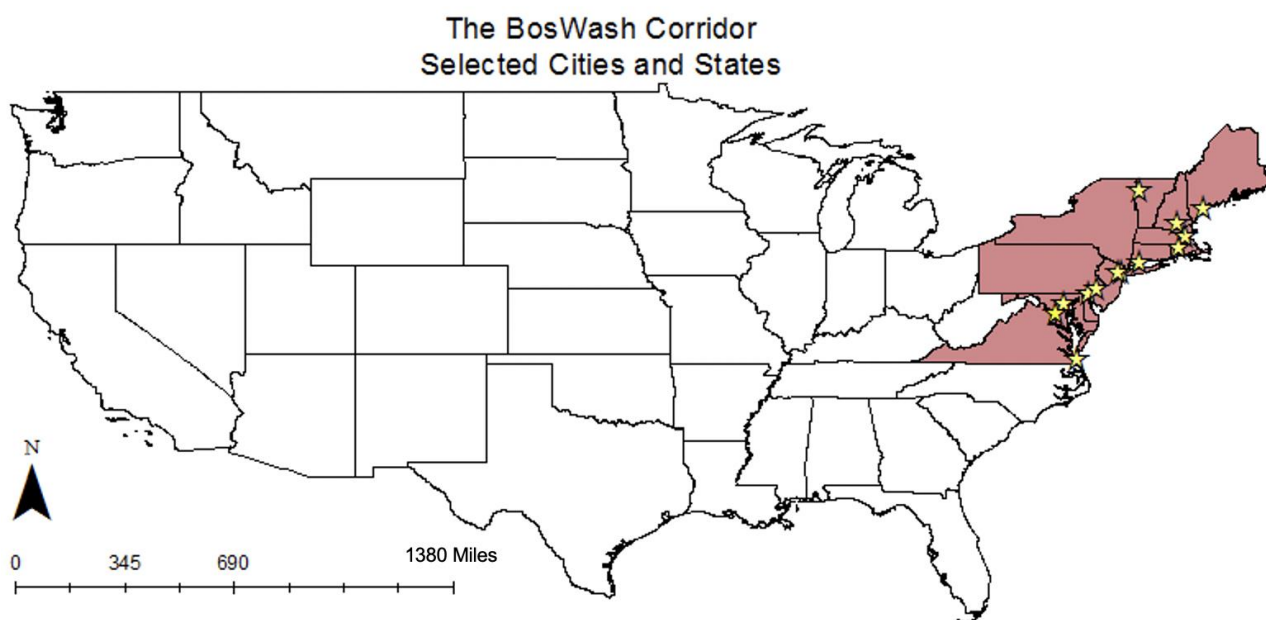 The BosWash Corridor
Selected Cities and States
N
0 345 690 1380 Miles